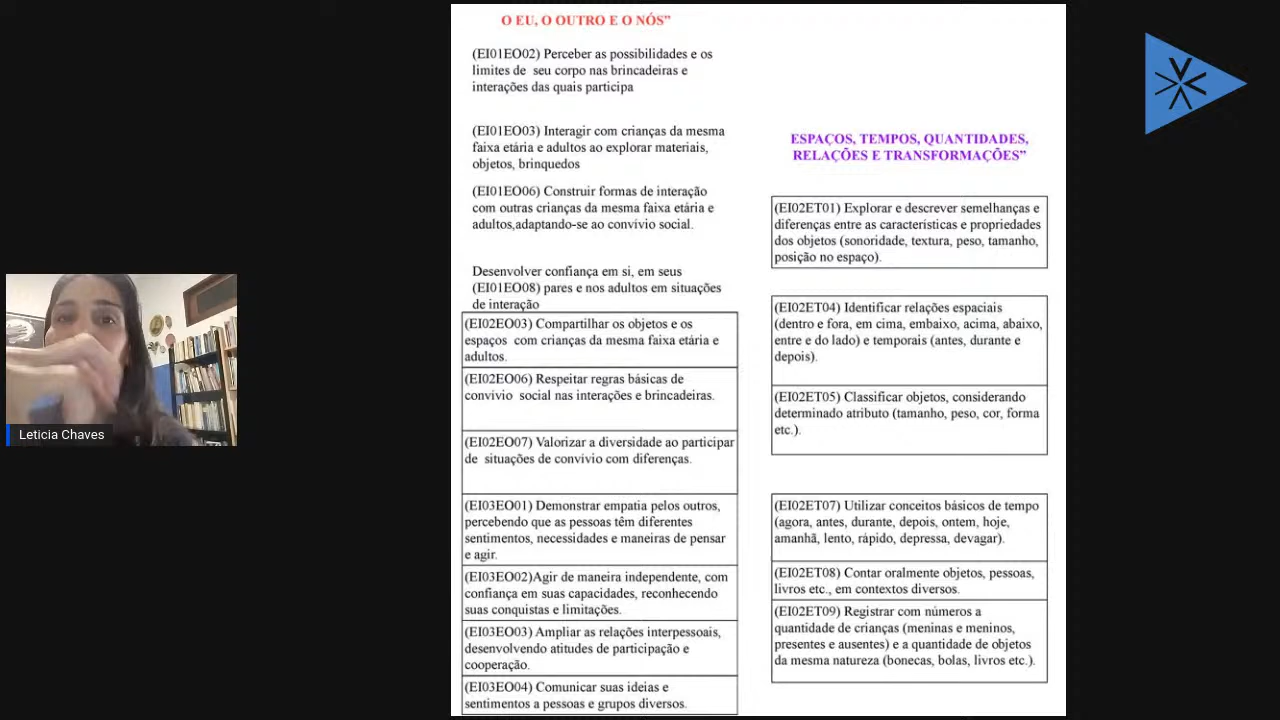 O EU, O OUTRO E O NÓS”
(EI01EO02) Perceber as possibilidades e os
limites de seu corpo nas brincadeiras e
interações das quais participa
(EI01EO03) Interagir com crianças da mesma
faixa etária e adultos ao explorar materiais,
objetos, brinquedos
(EI01EO06) Construir formas de interação
com outras crianças da mesma faixa etária e
adultos,adaptando-se ao convívio social.
Desenvolver confiança em si, em seus
(EI01EO08) pares e nos adultos em situações
de interação
(EI02EO03) Compartilhar os objetos e os
espaços com crianças da mesma faixa etária e
adultos.
(EI02EO06) Respeitar regras básicas de
convívio social nas interações e brincadeiras.
(EI02EO07) Valorizar a diversidade ao participar
de situações de convívio com diferenças.
(EI03EO01) Demonstrar empatia pelos outros,
percebendo que as pessoas têm diferentes
sentimentos, necessidades e maneiras de pensar
e agir.
(EI03EO02)Agir de maneira independente, com
confiança em suas capacidades, reconhecendo
suas conquistas e limitações.
(EI03EO03) Ampliar as relações interpessoais,
desenvolvendo atitudes de participação e
cooperação.
(EI03EO04) Comunicar suas ideias e
sentimentos a pessoas e grupos diversos.
ESPAÇOS, TEMPOS, QUANTIDADES,
RELAÇÕES E TRANSFORMAÇÕES”
(EI02ET01) Explorar e descrever semelhanças e
diferenças entre as características e propriedades
dos objetos (sonoridade, textura, peso, tamanho,
posição no espaço).
(EI02ET04) Identificar relações espaciais
(dentro e fora, em cima, embaixo, acima, abaixo,
entre e do lado) e temporais (antes, durante e
depois).
(EI02ET05) Classificar objetos, considerando
determinado atributo (tamanho, peso, cor, forma
etc.).
(EI02ET07) Utilizar conceitos básicos de tempo
(agora, antes, durante, depois, ontem, hoje,
amanhã, lento, rápido, depressa, devagar).
(EI02ET08) Contar oralmente objetos, pessoas,
livros etc., em contextos diversos.
(EI02ET09) Registrar com números a
quantidade de crianças (meninas e meninos,
presentes e ausentes) e a quantidade de objetos
da mesma natureza (bonecas, bolas, livros etc.).
Leticia Chaves